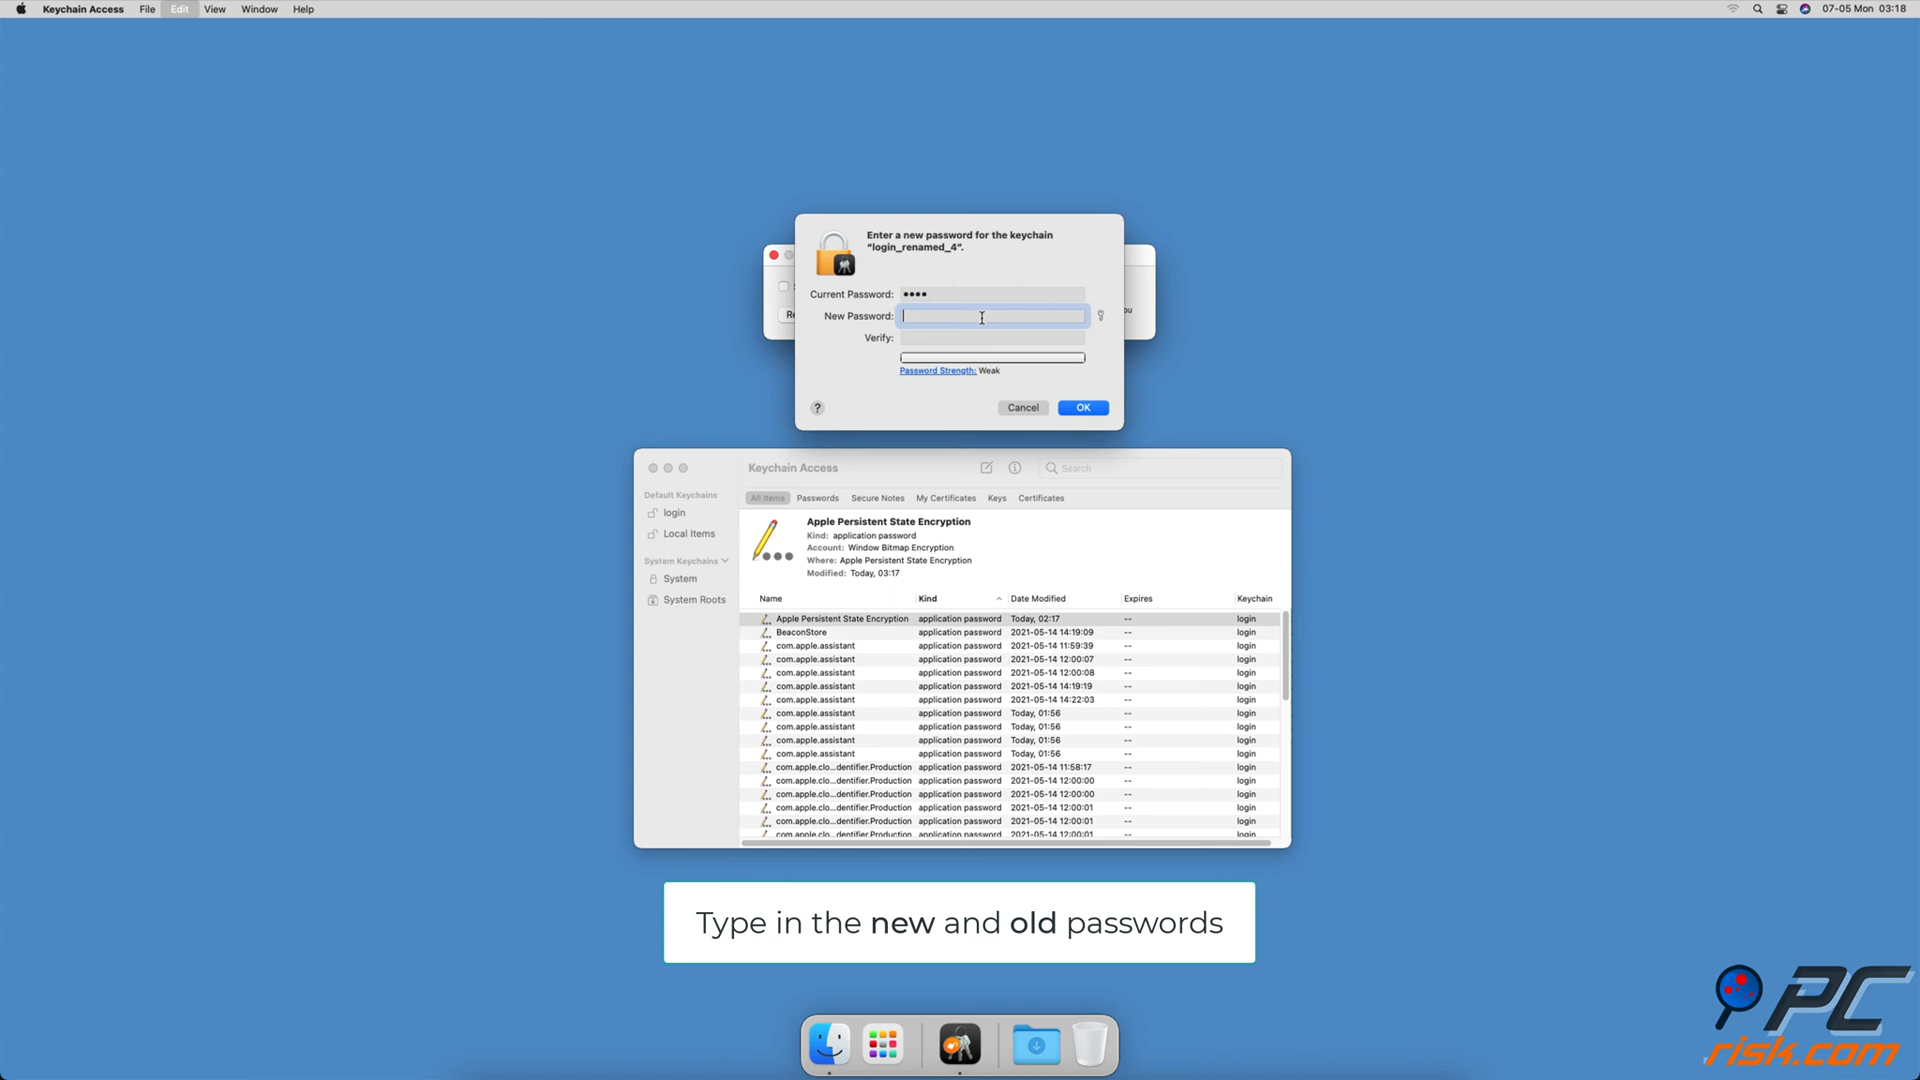 Keychain Access File Edit View Window Help
07-05 Mon 03:18
Enter a new password for the keychain
“login_renamed_4”.
Current Password: ••••
New Password:
Verify:
Password Strength: Weak
? Cancel OK
Keychain Access
Search
Default Keychains
login
Local Items
System Keychains
System
System Roots
All Items Passwords Secure Notes My Certificates Keys Certificates
Apple Persistent State Encryption
Kind: application password
Account: Window Bitmap Encryption
Where: Apple Persistent State Encryption
Modified: Today, 03:17
Name Kind Date Modified Expires Keychain
Apple Persistent State Encryption application password Today, 02:17 -- login
BeaconStore application password 2021-05-14 14:19:09 -- login
com.apple.assistant application password 2021-05-14 11:59:39 -- login
com.apple.assistant application password 2021-05-14 12:00:07 -- login
com.apple.assistant application password 2021-05-14 12:00:08 -- login
com.apple.assistant application password 2021-05-14 14:19:19 -- login
com.apple.assistant application password 2021-05-14 14:22:03 -- login
com.apple.assistant application password Today, 01:56 -- login
com.apple.assistant application password Today, 01:56 -- login
com.apple.assistant application password Today, 01:56 -- login
com.apple.assistant application password Today, 01:56 -- login
com.apple.clo...dentifier.Production application password 2021-05-14 11:58:17 -- login
com.apple.clo...dentifier.Production application password 2021-05-14 12:00:00 -- login
com.apple.clo...dentifier.Production application password 2021-05-14 12:00:00 -- login
com.apple.clo...dentifier.Production application password 2021-05-14 12:00:01 -- login
com.apple.clo...dentifier.Production application password 2021-05-14 12:00:01 -- login
com.apple.clo...dentifier.Production application password 2021-05-14 12:00:01 -- login
Type in the new and old passwords
PC
risk.com